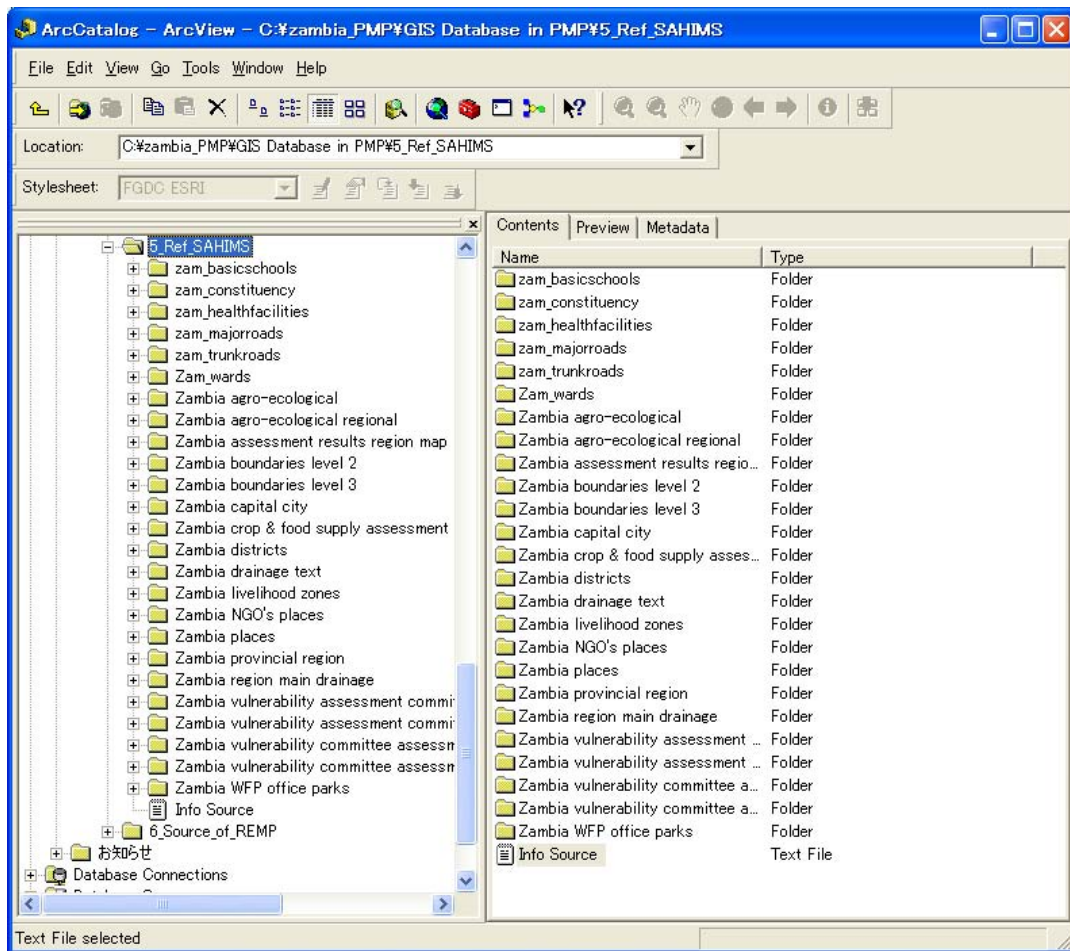 ArcCatalog - ArcView - C:¥zambia_PMP¥GIS Database in PMP¥5_Ref_SAHIMS
File Edit View Go Tools Window Help
Location: C:¥zambia_PMP¥GIS Database in PMP¥5_Ref_SAHIMS
Stylesheet: FGDC ESRI
5_Ref_SAHIMS
zam_basicschools
zam_constituency
zam_healthfacilities
zam_majorroads
zam_trunkroads
Zam_wards
Zambia agro-ecological
Zambia agro-ecological regional
Zambia assessment results region map
Zambia boundaries level 2
Zambia boundaries level 3
Zambia capital city
Zambia crop & food supply assessment
Zambia districts
Zambia drainage text
Zambia livelihood zones
Zambia NGO's places
Zambia places
Zambia provincial region
Zambia region main drainage
Zambia vulnerability assessment commi
Zambia vulnerability assessment commi
Zambia vulnerability committee assess
Zambia vulnerability committee assess
Zambia WFP office parks
Info Source
6_Source_of_REMP
お知らせ
Database Connections
Contents Preview Metadata
Name Type
zam_basicschools Folder
zam_constituency Folder
zam_healthfacilities Folder
zam_majorroads Folder
zam_trunkroads Folder
Zam_wards Folder
Zambia agro-ecological Folder
Zambia agro-ecological regional Folder
Zambia assessment results regio... Folder
Zambia boundaries level 2 Folder
Zambia boundaries level 3 Folder
Zambia capital city Folder
Zambia crop & food supply asses... Folder
Zambia districts Folder
Zambia drainage text Folder
Zambia livelihood zones Folder
Zambia NGO's places Folder
Zambia places Folder
Zambia provincial region Folder
Zambia region main drainage Folder
Zambia vulnerability assessment ... Folder
Zambia vulnerability assessment ... Folder
Zambia vulnerability committee a... Folder
Zambia vulnerability committee a... Folder
Zambia WFP office parks Folder
Info Source Text File
Text File selected